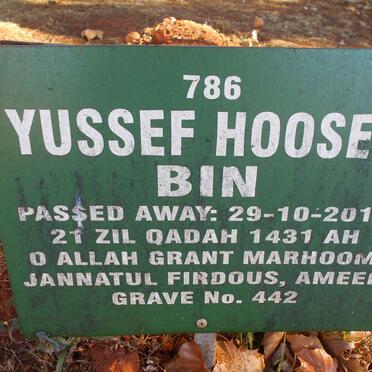 786
YUSSEF HOOSE
BIN
PASSED AWAY: 29-10-201
21 ZIL QADAH 1431 AH
O ALLAH GRANT MARHOOM
JANNATUL FIRDOUS, AMEE
GRAVE No. 442